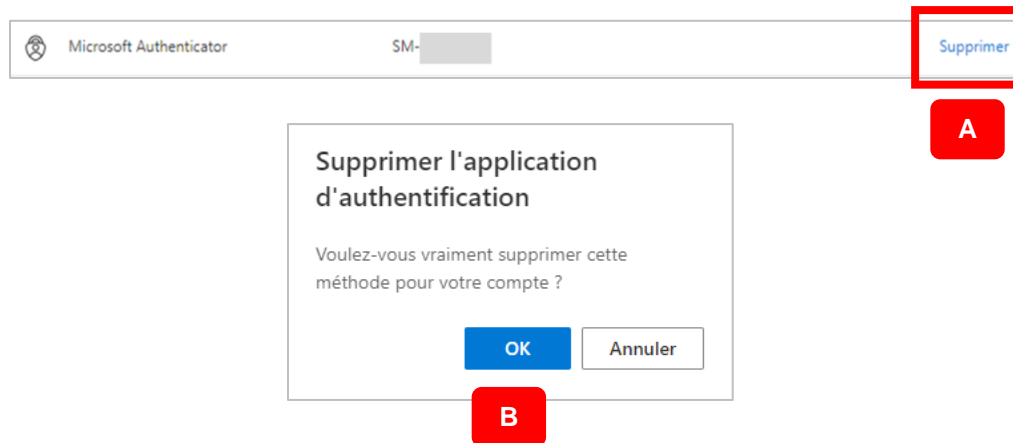 Microsoft Authenticator SM- Supprimer
A
Supprimer l'application
d'authentification
Voulez-vous vraiment supprimer cette
méthode pour votre compte ?
OK Annuler
B